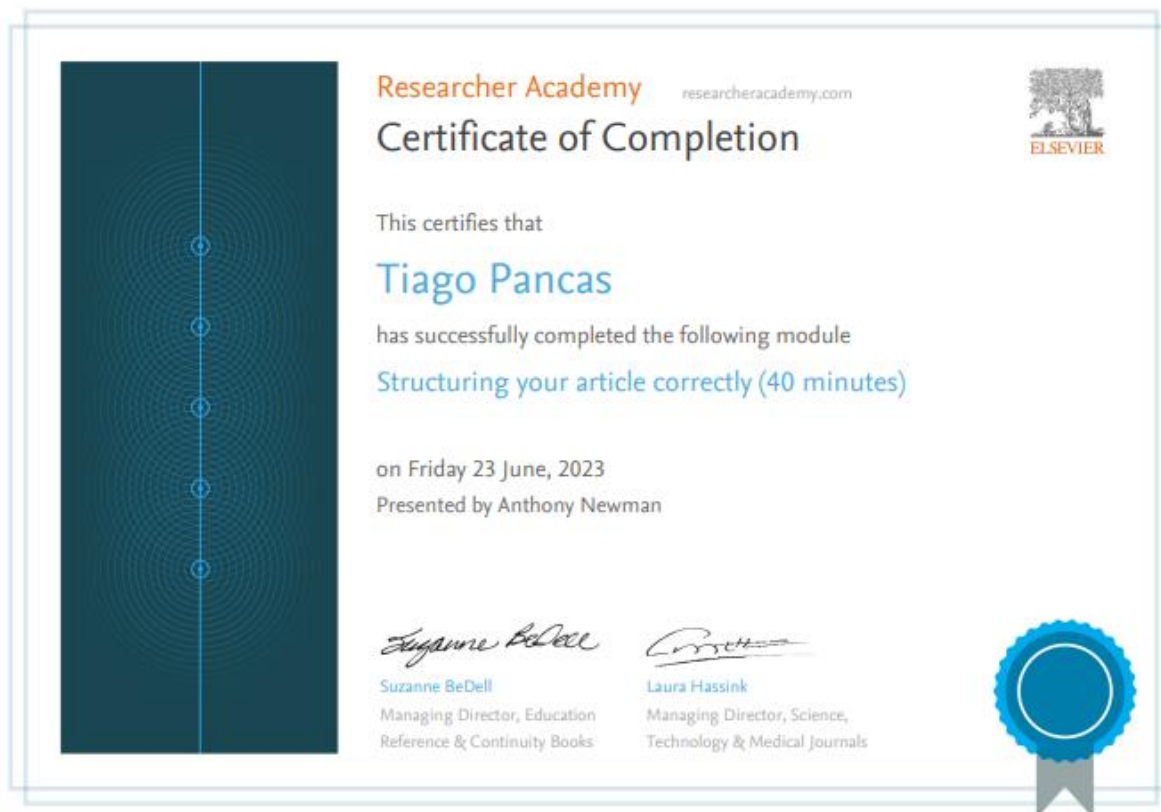 Researcher Academy researcheracademy.com
Certificate of Completion
ELSEVIER
This certifies that
Tiago Pancas
has successfully completed the following module
Structuring your article correctly (40 minutes)
on Friday 23 June, 2023
Presented by Anthony Newman
Suzanne BeDell
Suzanne BeDell
Managing Director, Education
Reference & Continuity Books
Laura Hassink
Managing Director, Science,
Technology & Medical Journals